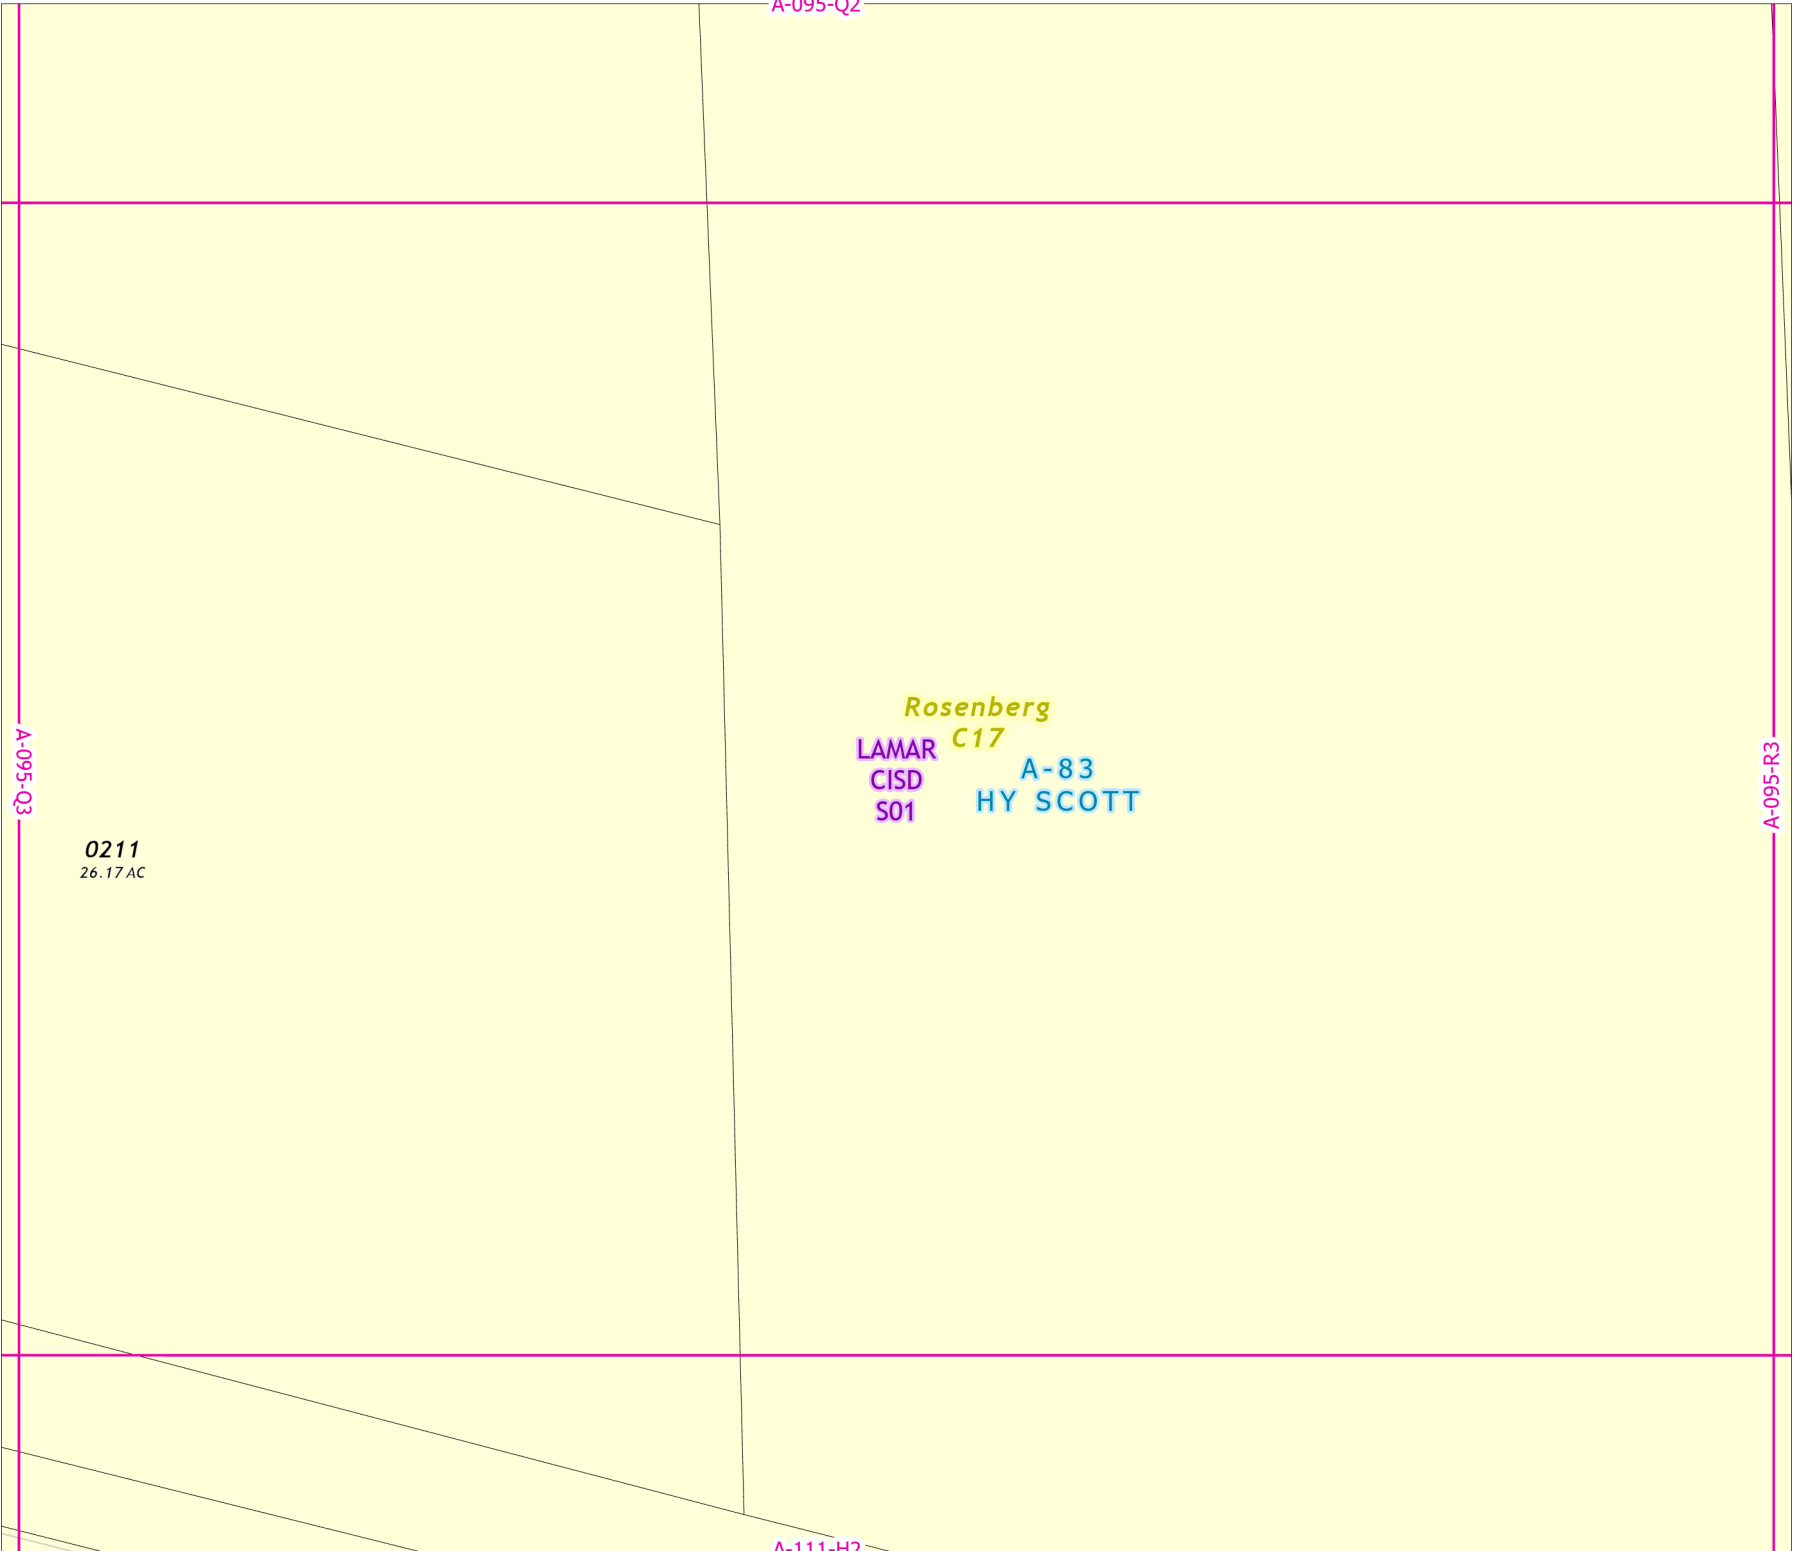 A-095-Q2
Rosenberg
C17
LAMAR
CISD
S01
A-83
HY SCOTT
A-095-Q3
A-095-R3
0211
26.17 AC
A-111-H2